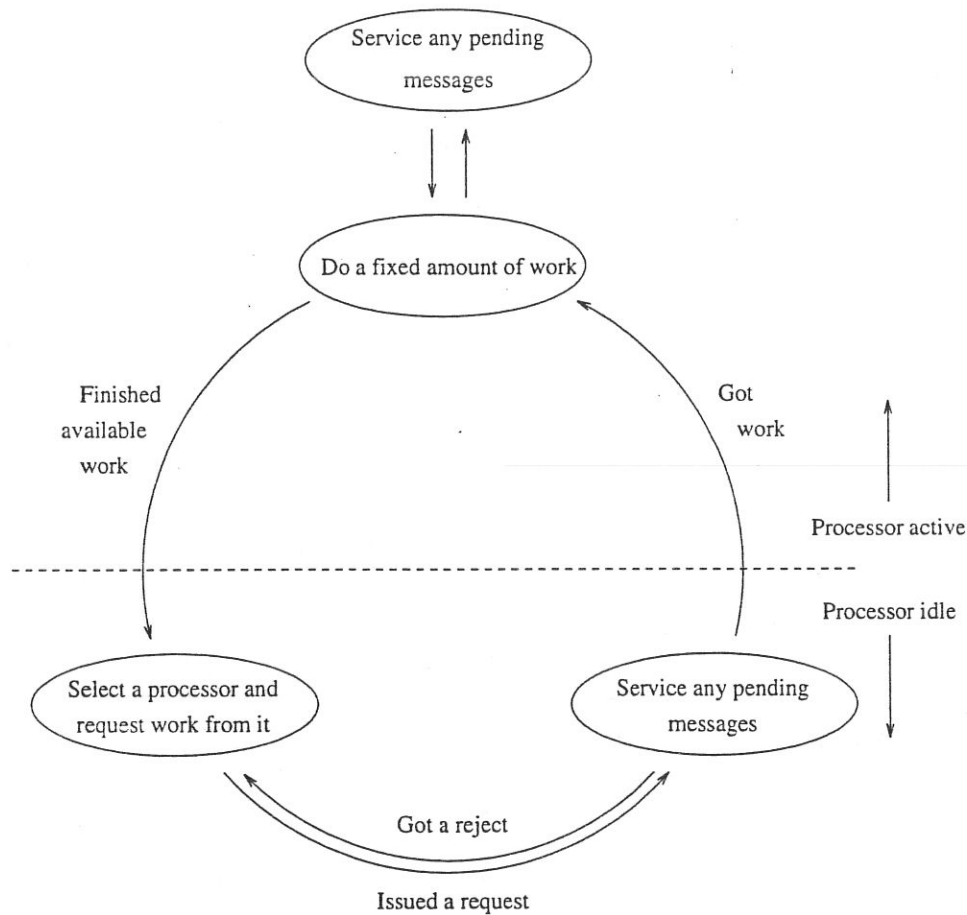 Service any pending
messages
Do a fixed amount of work
Finished
available
work
Got
work
Processor active
Processor idle
Select a processor and
request work from it
Service any pending
messages
Got a reject
Issued a request